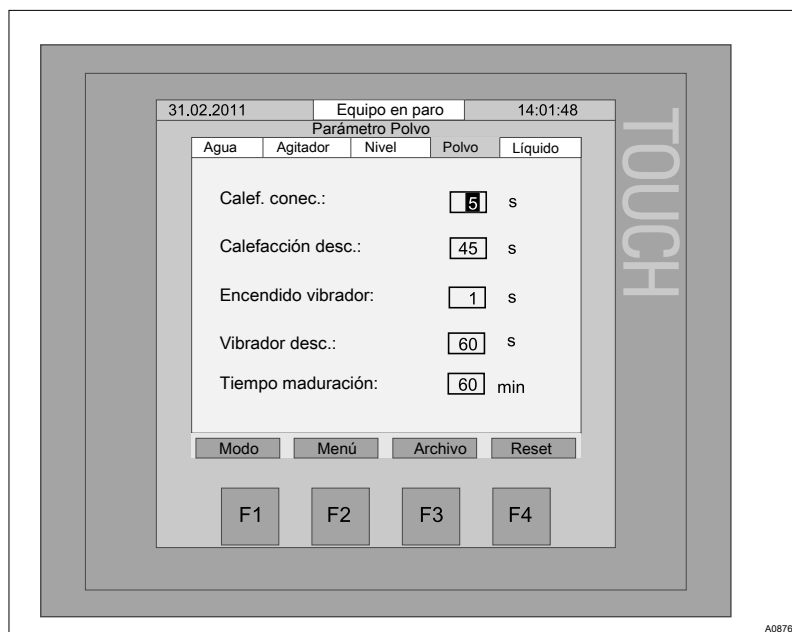 31.02.2011 Equipo en paro 14:01:48
Parámetro Polvo
Agua Agitador Nivel Polvo Líquido
Calef. conec.: 5 s
Calefacción desc.: 45 s
Encendido vibrador: 1 s
Vibrador desc.: 60 s
Tiempo maduración: 60 min
Modo Menú Archivo Reset
F1 F2 F3 F4
TOUCH
A0876